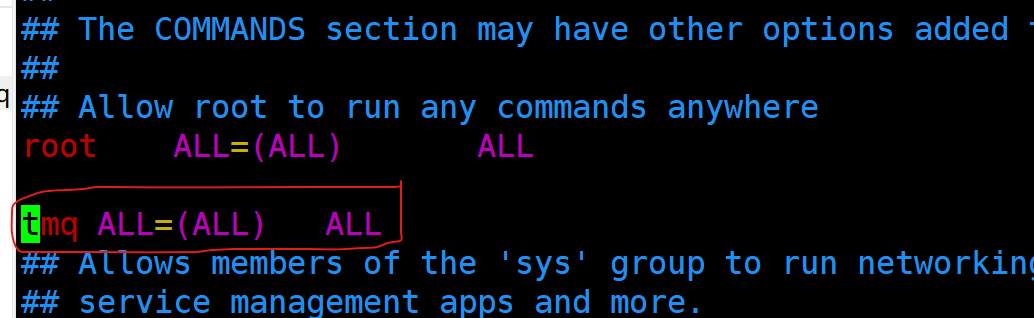 ##
## The COMMANDS section may have other options added
##
## Allow root to run any commands anywhere
q
root ALL=(ALL) ALL
tmq ALL=(ALL) ALL
## Allows members of the 'sys' group to run networking
## service management apps and more.